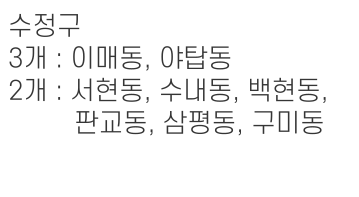 수정구
3개 : 이매동, 야탑동
2개 : 서현동, 수내동, 백현동,
판교동, 삼평동, 구미동